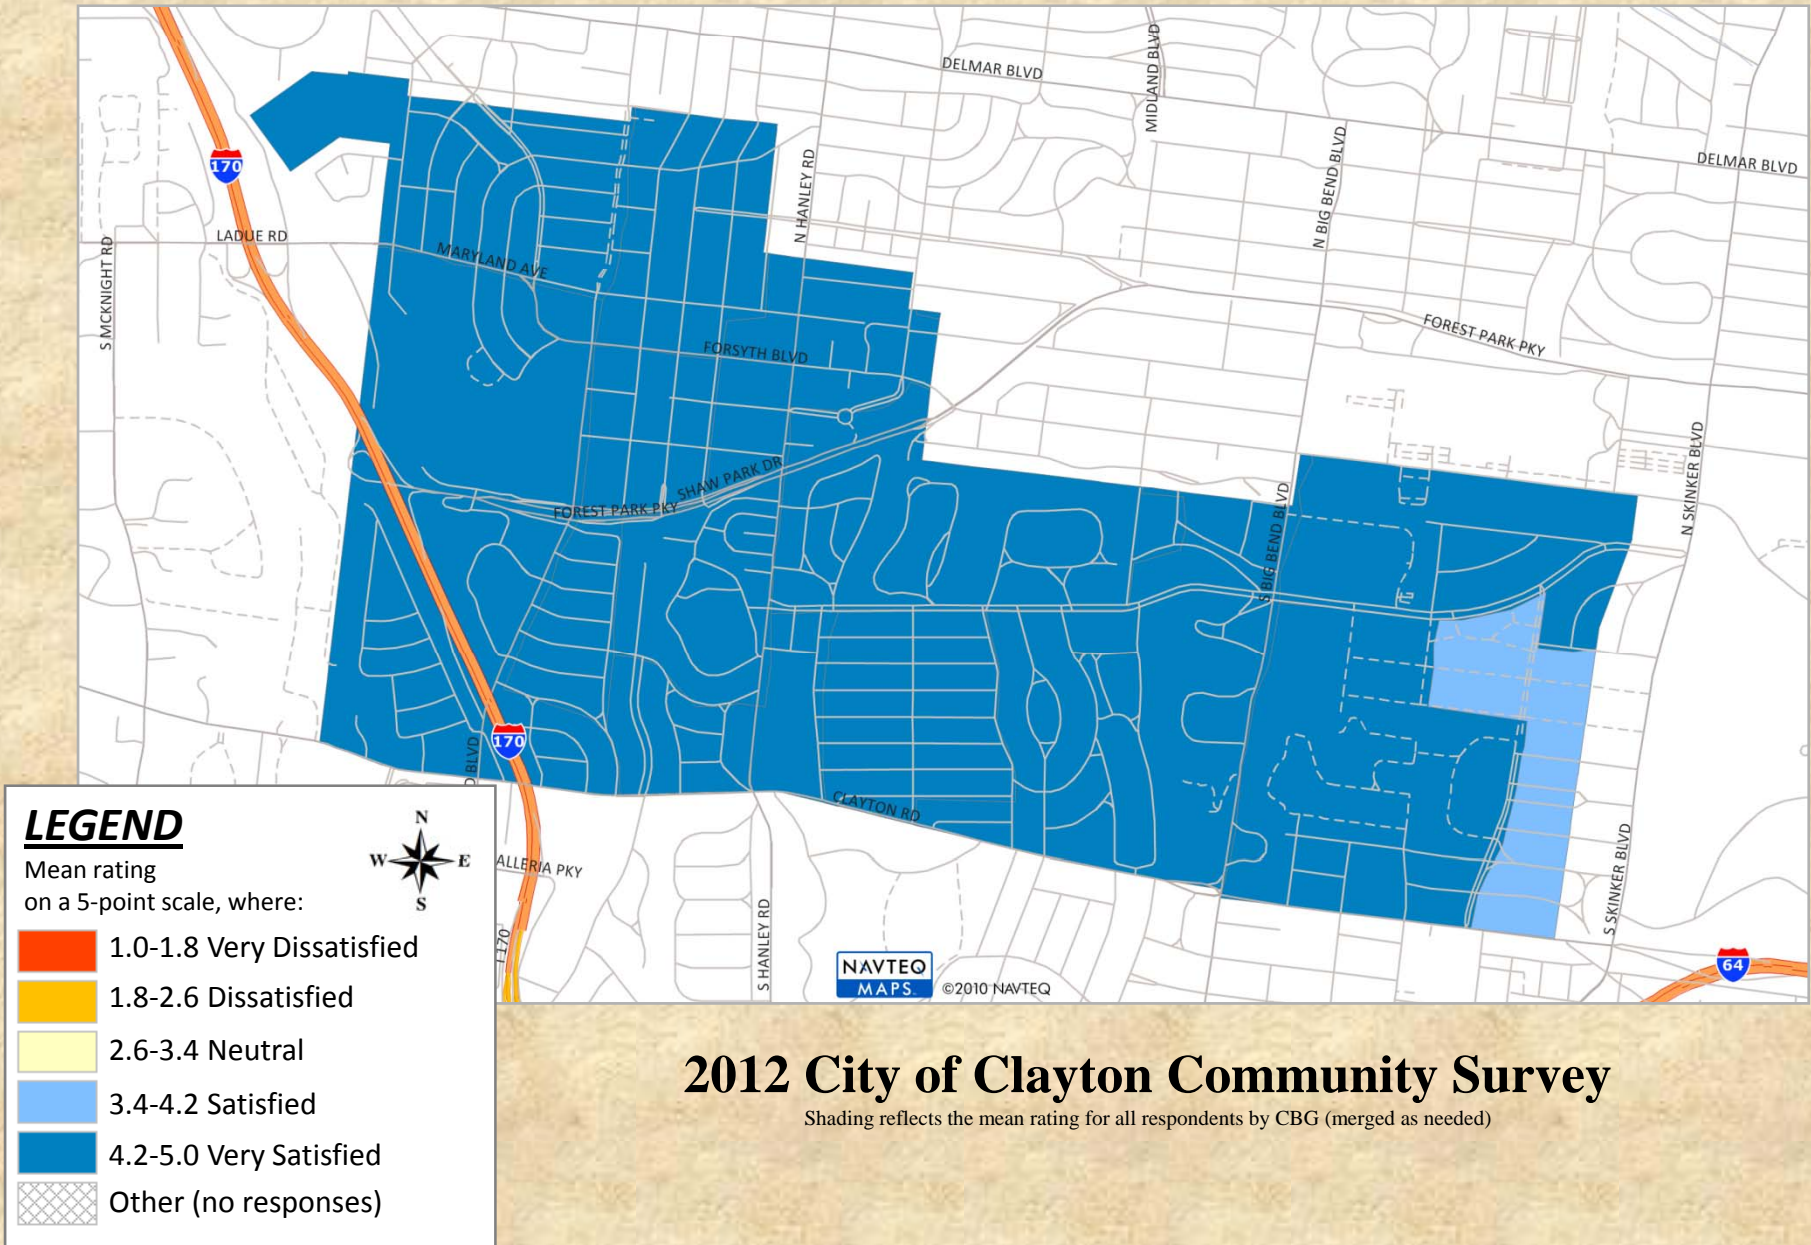 DELMAR BLVD
MIDLAND BLVD
DELMAR BLVD
170
N HANLEY RD
N BIG BEND BLVD
LADUE RD
S MCKNIGHT RD
MARYLAND AVE
FORSYTH BLVD
FOREST PARK PKY
SHAW PARK DR
FOREST PARK PKY
N SKINKER BLVD
S BIG BEND BLVD
170
D BLVD
CLAYTON RD
ALLERIA PKY
S SKINKER BLVD
S HANLEY RD
I 170
64
NAVTEQ
MAPS
©2010 NAVTEQ
LEGEND
N
W E
S
Mean rating
on a 5-point scale, where:
1.0-1.8 Very Dissatisfied
1.8-2.6 Dissatisfied
2.6-3.4 Neutral
3.4-4.2 Satisfied
4.2-5.0 Very Satisfied
Other (no responses)
2012 City of Clayton Community Survey
Shading reflects the mean rating for all respondents by CBG (merged as needed)